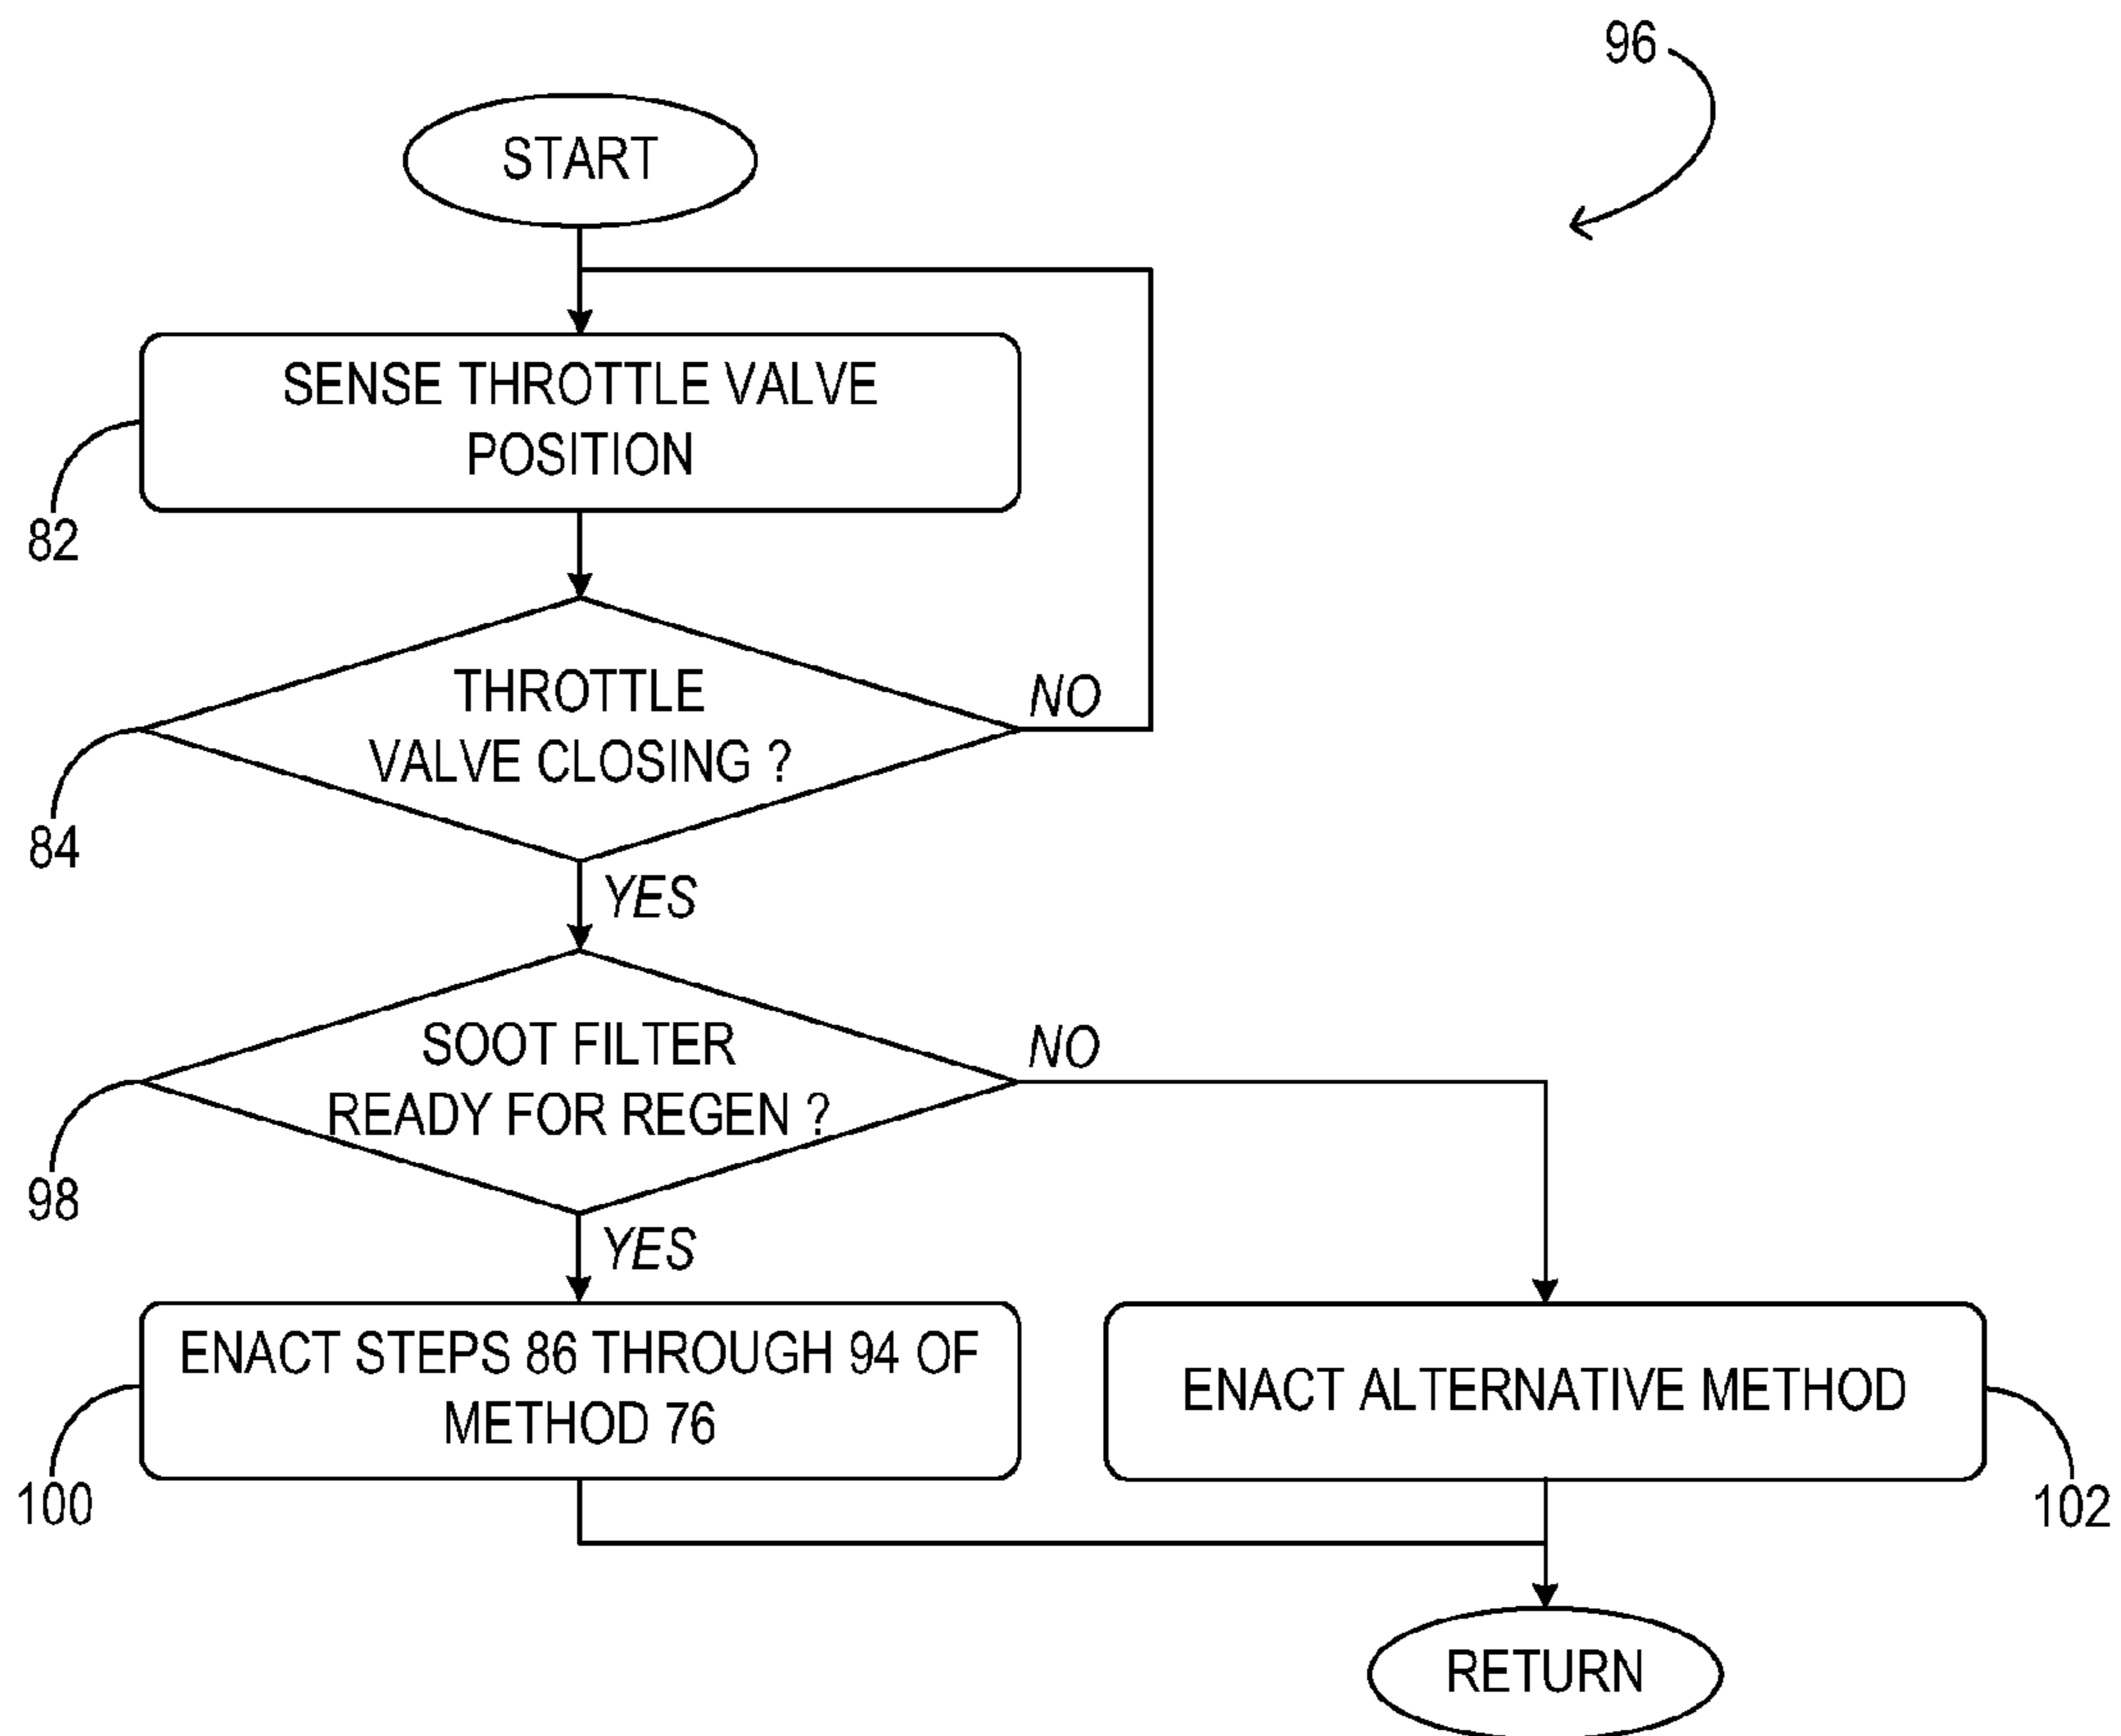 96
START
SENSE THROTTLE VALVE
POSITION
82
THROTTLE
VALVE CLOSING ?
NO
84
YES
SOOT FILTER
READY FOR REGEN ?
NO
98
YES
ENACT STEPS 86 THROUGH 94 OF
METHOD 76
100
ENACT ALTERNATIVE METHOD
102
RETURN